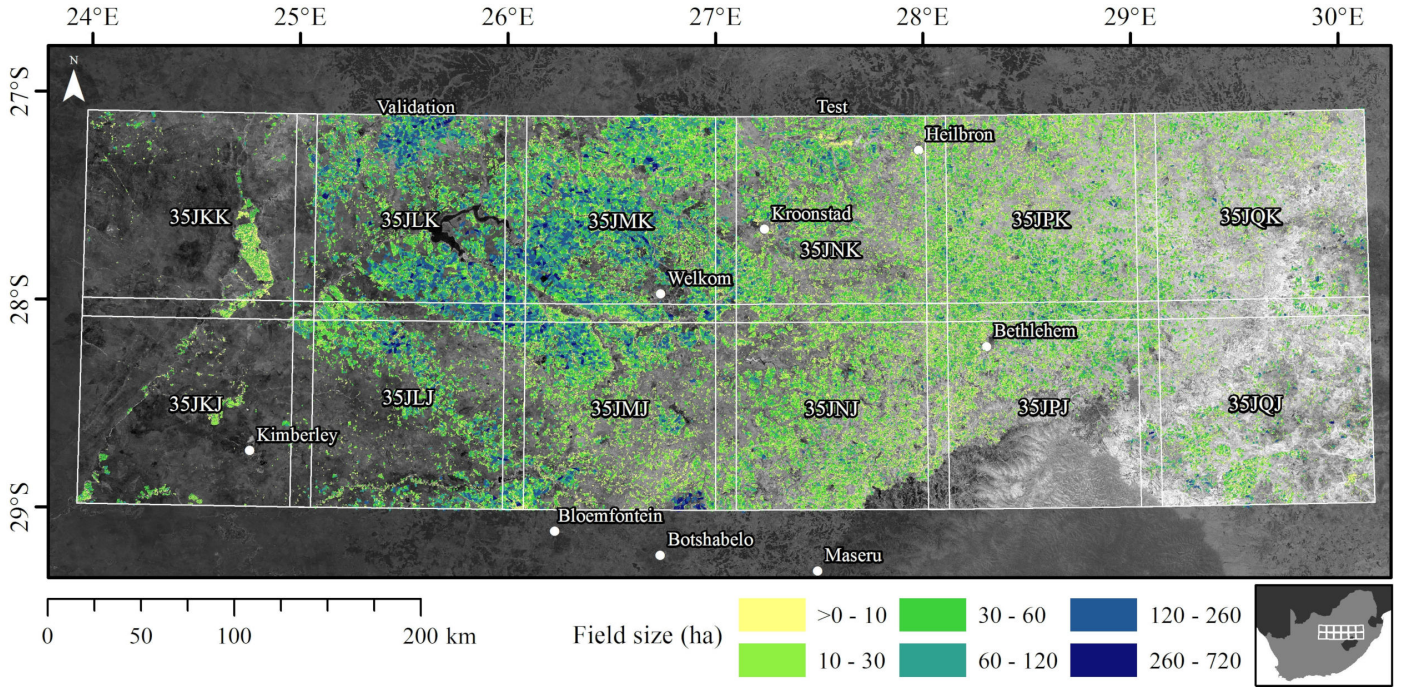 24°E 25°E 26°E 27°E 28°E 29°E 30°E
27°S
28°S
29°S
N
Validation Test
Heilbron
35JKK 35JLK 35JMK Kroonstad 35JPK 35JQK
35JNK
Welkom
Bethlehem
35JKJ 35JLJ 35JMJ 35JNJ 35JPJ 35JQJ
Kimberley
Bloemfontein
Botshabelo
Maseru
0 50 100 200 km
Field size (ha)
>0 - 10 30 - 60 120 - 260
10 - 30 60 - 120 260 - 720